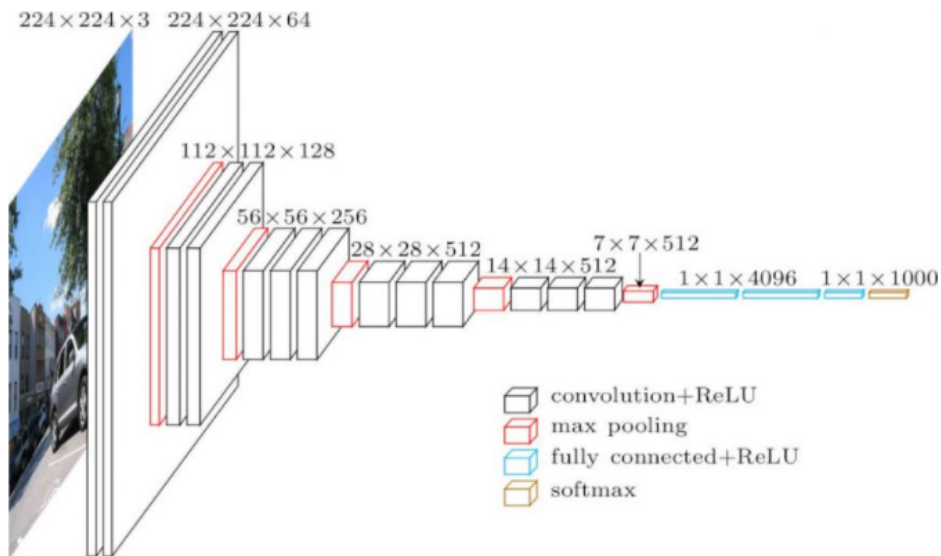 224×224×3
224×224×64
112×112×128
56×56×256
28×28×512
14×14×512
7×7×512
1×1×4096
1×1×1000
convolution+ReLU
max pooling
fully connected+ReLU
softmax